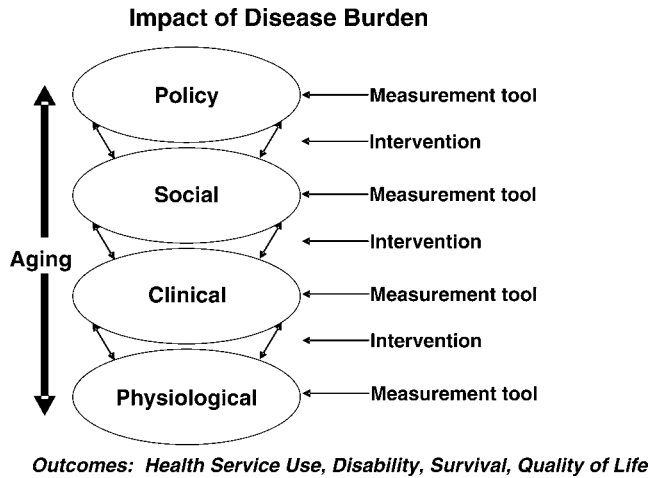 Impact of Disease Burden
Policy
Measurement tool
Intervention
Social
Measurement tool
Intervention
Aging
Clinical
Measurement tool
Intervention
Physiological
Measurement tool
Outcomes: Health Service Use, Disability, Survival, Quality of Life